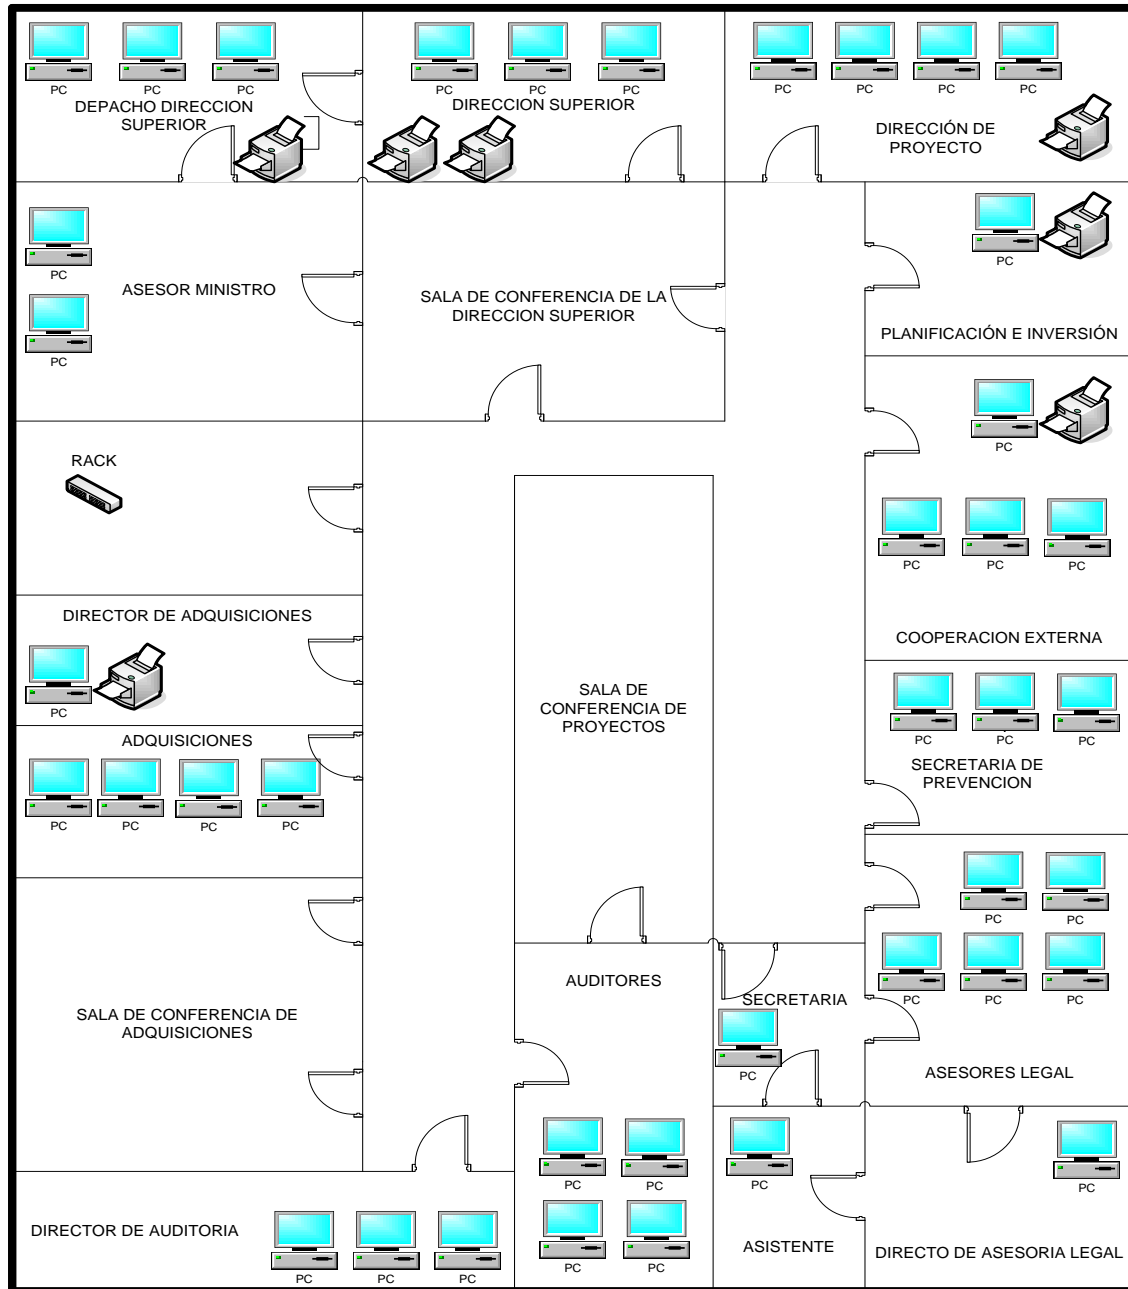 PC PC PC
DEPACHO DIRECCION
SUPERIOR
PC PC PC
DIRECCION SUPERIOR
PC PC PC PC
DIRECCIÓN DE
PROYECTO
PC
PC
ASESOR MINISTRO
SALA DE CONFERENCIA DE LA
DIRECCION SUPERIOR
PC
PLANIFICACIÓN E INVERSIÓN
RACK
PC
PC PC PC
COOPERACION EXTERNA
DIRECTOR DE ADQUISICIONES
PC
SALA DE
CONFERENCIA DE
PROYECTOS
PC PC PC
SECRETARIA DE
PREVENCION
ADQUISICIONES
PC PC PC PC
PC PC
PC PC PC
ASESORES LEGAL
SALA DE CONFERENCIA DE
ADQUISICIONES
AUDITORES
SECRETARIA
PC
PC PC
PC PC
PC
ASISTENTE
PC
DIRECTO DE ASESORIA LEGAL
DIRECTOR DE AUDITORIA
PC PC PC